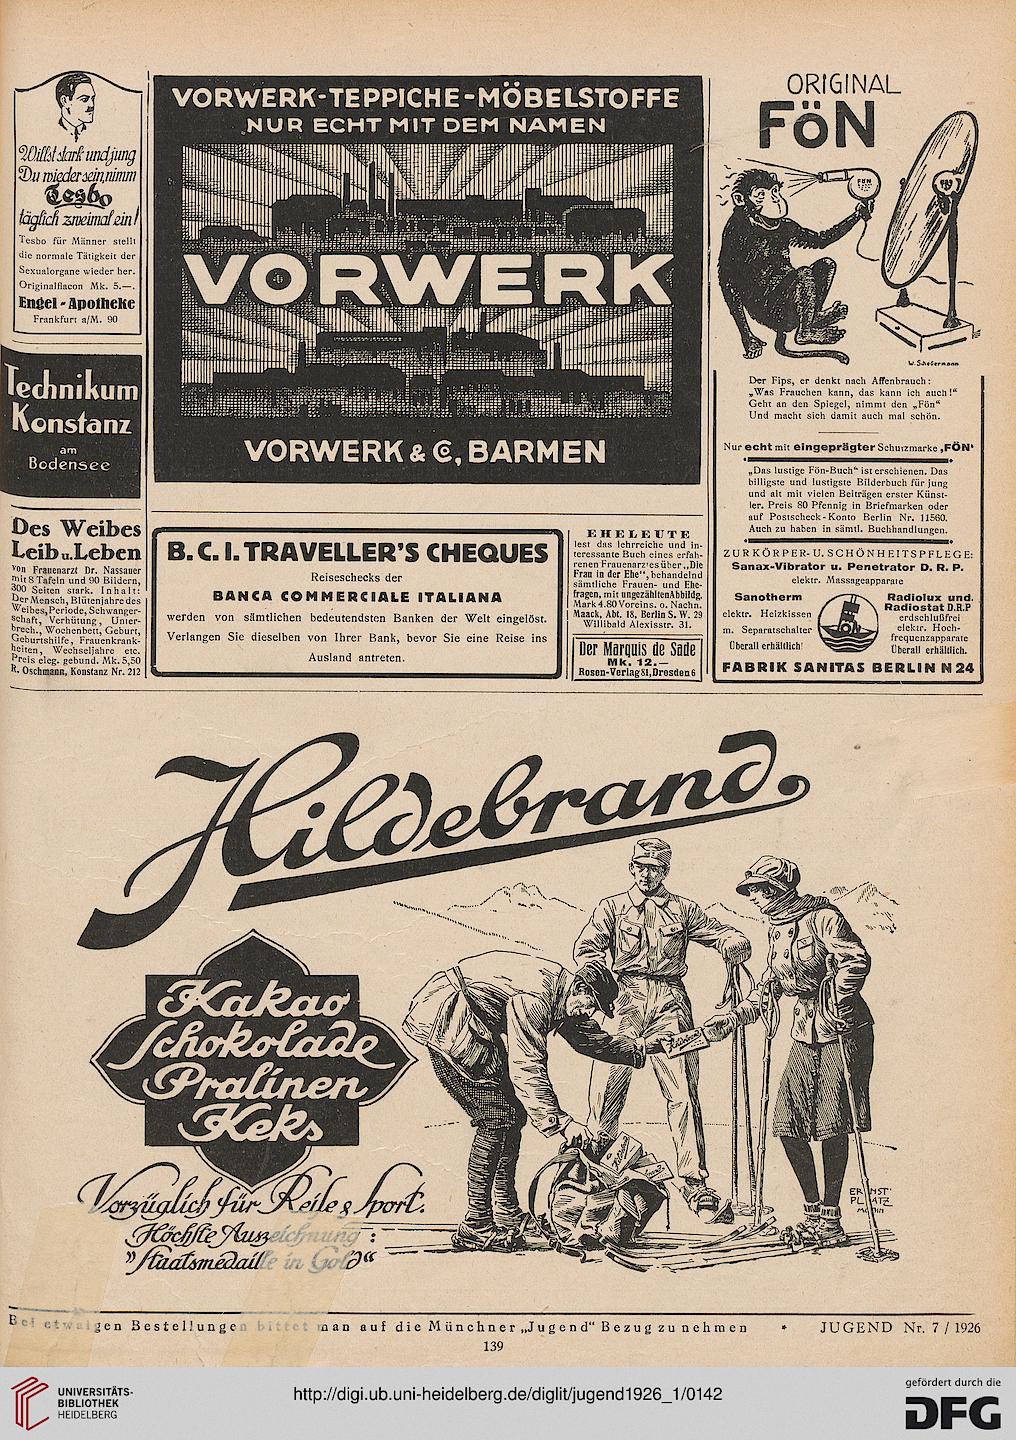 Willst stark und jung
Du wieder sein, nimm
Tesbo
täglich zweimal ein!
Tesbo für Männer stellt
die normale Tätigkeit der
Sexualorgane wieder her.
Originalflacon Mk. 5.—.
Engel-Apotheke
Frankfurt a/M. 90
Technikum
Konstanz
am
Bodensee
Des Weibes
Leib u. Leben
von Frauenarzt Dr. Nassauer
mit 8 Tafeln und 90 Bildern,
300 Seiten stark. Inhalt:
Der Mensch, Blütenjahre des
Weibes, Periode, Schwanger-
schaft, Verhütung, Unter-
brech., Wochenbett, Geburt,
Geburtshilfe, Frauenkrank-
heiten, Wechseljahre etc.
Preis eleg. gebund. Mk. 5,50
R. Oschmann, Konstanz Nr. 212
VORWERK-TEPPICHE-MÖBELSTOFFE
NUR ECHT MIT DEM NAMEN
VORWERK
VORWERK & Co, BARMEN
B. C. I. TRAVELLER'S CHEQUES
Reiseschecks der
BANCA COMMERCIALE ITALIANA
werden von sämtlichen bedeutendsten Banken der Welt eingelöst.
Verlangen Sie dieselben von Ihrer Bank, bevor Sie eine Reise ins
Ausland antreten.
EHELEUTE
lest das lehrreiche und in-
teressante Buch eines erfah-
renen Frauenarztes über „Die
Frau in der Ehe", behandelnd
sämtliche Frauen- und Ehe-
fragen, mit ungezählten Abbildg.
Mark 4.80 Voreins. o. Nachn.
Maack, Abt. 18, Berlin S. W. 29
Willibald Alexisstr. 31.
Der Marquis de Sade
Mk. 12.—
Rosen-Verlag 81, Dresden 6
ORIGINAL
FöN
W. Schefermann
Der Fips, er denkt nach Affenbrauch:
„Was Frauchen kann, das kann ich auch!"
Geht an den Spiegel, nimmt den „Fön"
Und macht sich damit auch mal schön.
Nur echt mit eingeprägter Schutzmarke „FÖN"
„Das lustige Fön-Buch" ist erschienen. Das
billigste und lustigste Bilderbuch für jung
und alt mit vielen Beiträgen erster Künst-
ler. Preis 80 Pfennig in Briefmarken oder
auf Postscheck-Konto Berlin Nr. 11560.
Auch zu haben in sämtl. Buchhandlungen.
ZUR KÖRPER- U. SCHÖNHEITSPFLEGE:
Sanax-Vibrator u. Penetrator D. R. P.
elektr. Massageapparate
Sanotherm
elektr. Heizkissen
m. Separatschalter
Überall erhältlich!
Radiolux und.
Radiostat D.R.P
erdschlußfrei
elektr. Hoch-
frequenzapparate
Überall erhältlich.
FABRIK SANITAS BERLIN N 24
Hildebrand.
Kakao
Schokolade
Pralinen
Keks
Vorzüglich für Reise & Sport.
Höchste Auszeichnung:
"Staatsmedaille in Gold"
ERNST
PLATZ
Bei etwaigen Bestellungen bittet man auf die Münchner „Jugend" Bezug zu nehmen * JUGEND Nr. 7 / 1926
139
UNIVERSITÄTS-
BIBLIOTHEK
HEIDELBERG
http://digi.ub.uni-heidelberg.de/diglit/jugend1926_1/0142
gefördert durch die
DFG